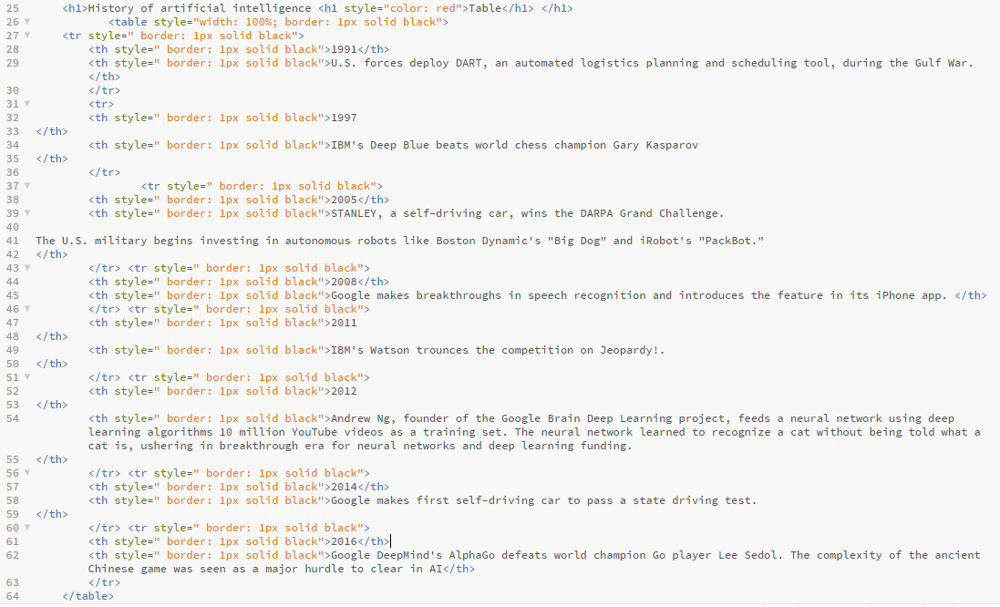 25 <h1>History of artificial intelligence <h1 style="color: red">Table</h1> </h1>
26 <table style="width: 100%; border: 1px solid black">
27 <tr style=" border: 1px solid black">
28 <th style=" border: 1px solid black">1991</th>
29 <th style=" border: 1px solid black">U.S. forces deploy DART, an automated logistics planning and scheduling tool, during the Gulf War.
</th>
30 </tr>
31 <tr>
32 <th style=" border: 1px solid black">1997
33 </th>
34 <th style=" border: 1px solid black">IBM's Deep Blue beats world chess champion Gary Kasparov
35 </th>
36 </tr>
37 <tr style=" border: 1px solid black">
38 <th style=" border: 1px solid black">2005</th>
39 <th style=" border: 1px solid black">STANLEY, a self-driving car, wins the DARPA Grand Challenge.
40
41 The U.S. military begins investing in autonomous robots like Boston Dynamic's "Big Dog" and iRobot's "PackBot."
42 </th>
43 </tr> <tr style=" border: 1px solid black">
44 <th style=" border: 1px solid black">2008</th>
45 <th style=" border: 1px solid black">Google makes breakthroughs in speech recognition and introduces the feature in its iPhone app. </th>
46 </tr> <tr style=" border: 1px solid black">
47 <th style=" border: 1px solid black">2011
48 </th>
49 <th style=" border: 1px solid black">IBM's Watson trounces the competition on Jeopardy!.
50 </th>
51 </tr> <tr style=" border: 1px solid black">
52 <th style=" border: 1px solid black">2012
53 </th>
54 <th style=" border: 1px solid black">Andrew Ng, founder of the Google Brain Deep Learning project, feeds a neural network using deep
learning algorithms 10 million YouTube videos as a training set. The neural network learned to recognize a cat without being told what a
cat is, ushering in breakthrough era for neural networks and deep learning funding.
55 </th>
56 </tr> <tr style=" border: 1px solid black">
57 <th style=" border: 1px solid black">2014</th>
58 <th style=" border: 1px solid black">Google makes first self-driving car to pass a state driving test.
59 </th>
60 </tr> <tr style=" border: 1px solid black">
61 <th style=" border: 1px solid black">2016</th>
62 <th style=" border: 1px solid black">Google DeepMind's AlphaGo defeats world champion Go player Lee Sedol. The complexity of the ancient
Chinese game was seen as a major hurdle to clear in AI</th>
63 </tr>
64 </table>